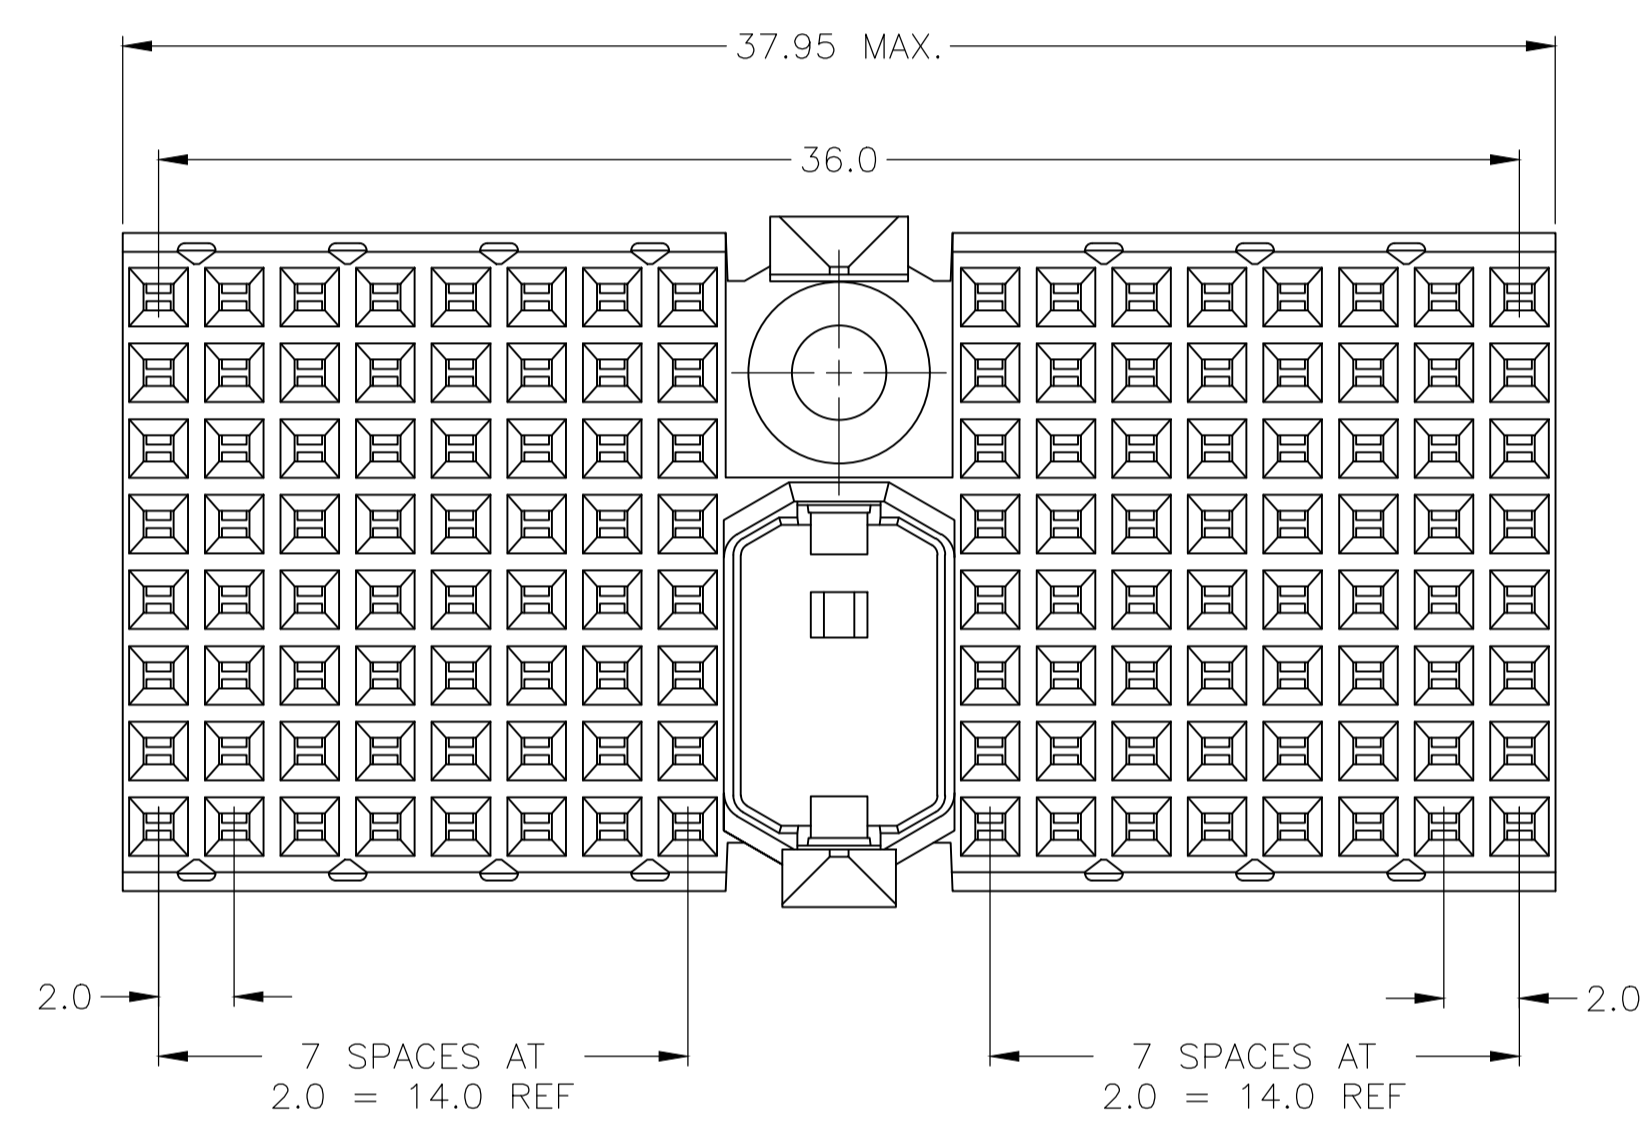 37.95 MAX.
36.0
2.0
2.0
7 SPACES AT
2.0 = 14.0 REF
7 SPACES AT
2.0 = 14.0 REF